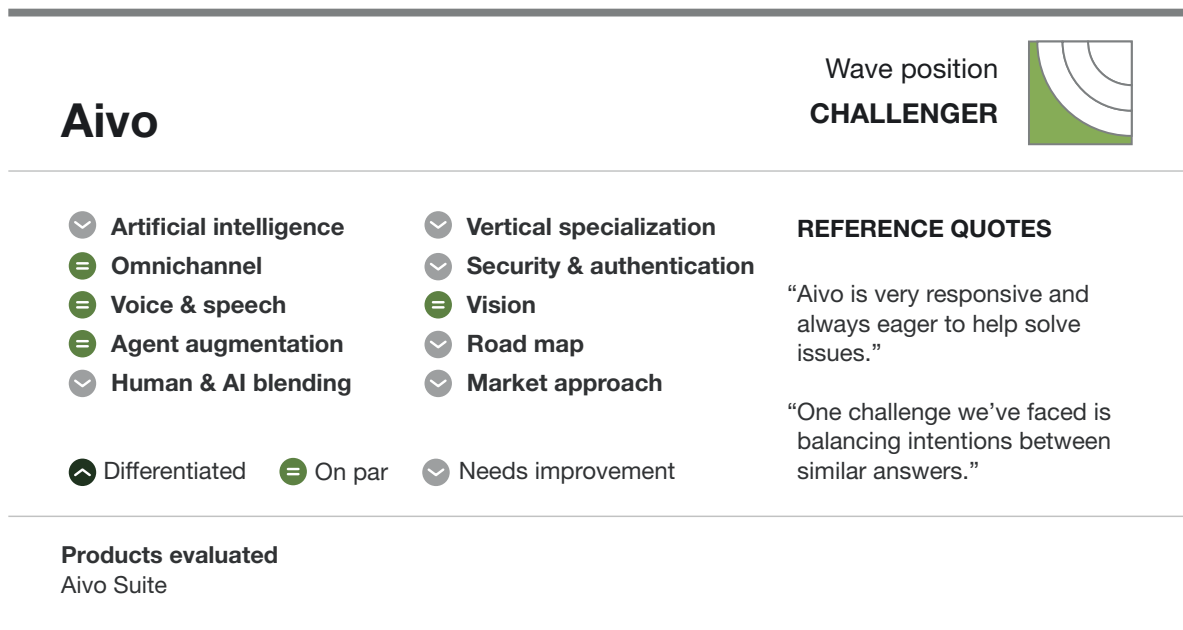 Aivo
Wave position
CHALLENGER
Artificial intelligence
Omnichannel
Voice & speech
Agent augmentation
Human & AI blending
Vertical specialization
Security & authentication
Vision
Road map
Market approach
Differentiated
On par
Needs improvement
REFERENCE QUOTES
“Aivo is very responsive and
always eager to help solve
issues.”
“One challenge we’ve faced is
balancing intentions between
similar answers.”
Products evaluated
Aivo Suite